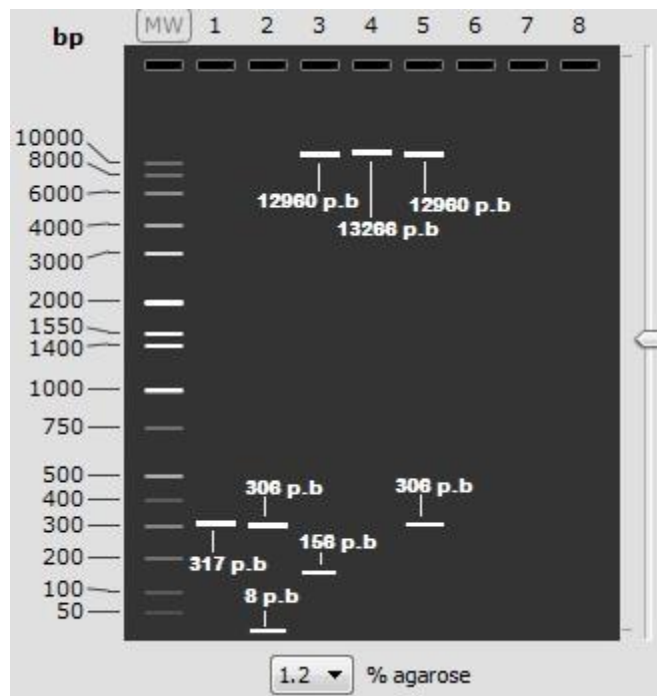 bp
MW 1 2 3 4 5 6 7 8
10000
8000
6000
4000
3000
2000
1550
1400
1000
750
500
400
300
200
100
50
12960 p.b
12960 p.b
13266 p.b
306 p.b
306 p.b
156 p.b
317 p.b
8 p.b
1.2 % agarose